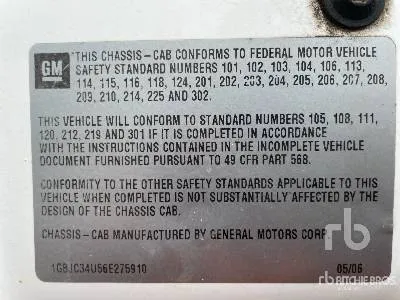 GM "THIS CHASSIS-CAB CONFORMS TO FEDERAL MOTOR VEHICLE
SAFETY STANDARD NUMBERS 101, 102, 103, 104, 106, 113,
114, 115, 116, 118, 124, 201, 202, 203, 204, 205, 206, 207, 208,
209, 210, 214, 225 AND 302.
THIS VEHICLE WILL CONFORM TO STANDARD NUMBERS 105, 108, 111,
120, 212, 219 AND 301 IF IT IS COMPLETED IN ACCORDANCE
WITH THE INSTRUCTIONS CONTAINED IN THE INCOMPLETE VEHICLE
DOCUMENT FURNISHED PURSUANT TO 49 CFR PART 568.
CONFORMITY TO THE OTHER SAFETY STANDARDS APPLICABLE TO THIS
VEHICLE WHEN COMPLETED IS NOT SUBSTANTIALLY AFFECTED BY THE
DESIGN OF THE CHASSIS CAB.
CHASSIS-CAB MANUFACTURED BY GENERAL MOTORS CORP.
1GBJC34U56E275910 05/06
rb
rb